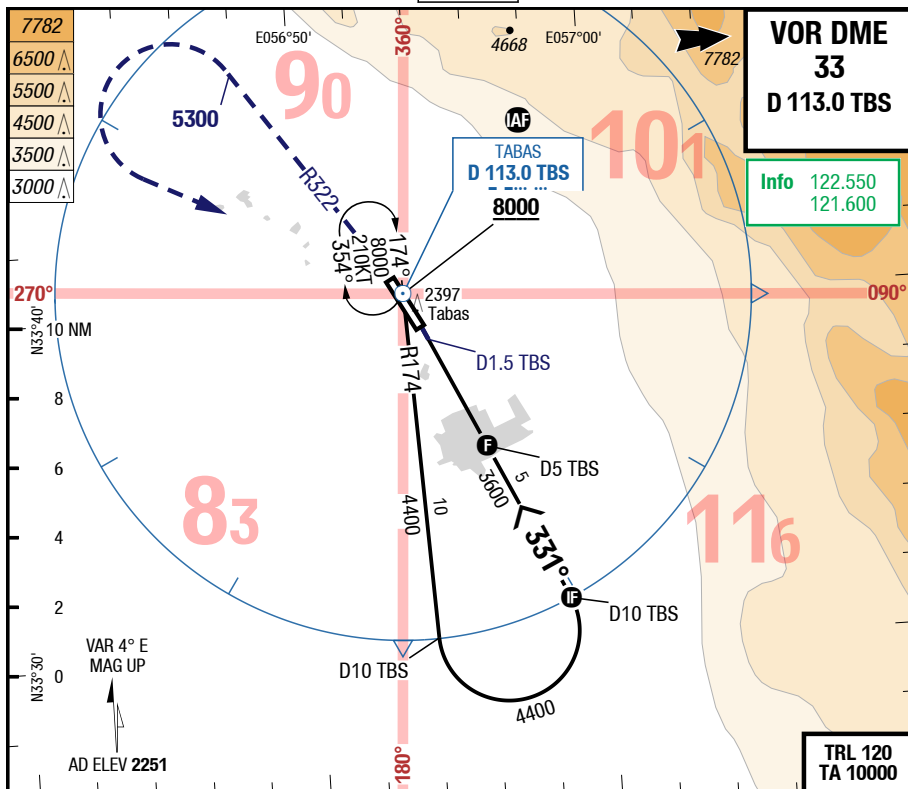 7782
6500
5500
4500
3500
3000
E056°50'
360°
4668
E057°00'
7782
VOR DME
33
D 113.0 TBS
90
5300
IAF
101
TABAS
D 113.0 TBS
8000
Info 122.550
121.600
R322
174°
8000
210KT
354°
270°
090°
2397
Tabas
N33°40'
10 NM
D1.5 TBS
R174
8
F
D5 TBS
6
5
3600
4400
10
83
116
4
331°
IF
D10 TBS
2
D10 TBS
VAR 4° E
MAG UP
N33°30'
0
4400
AD ELEV 2251
180°
TRL 120
TA 10000